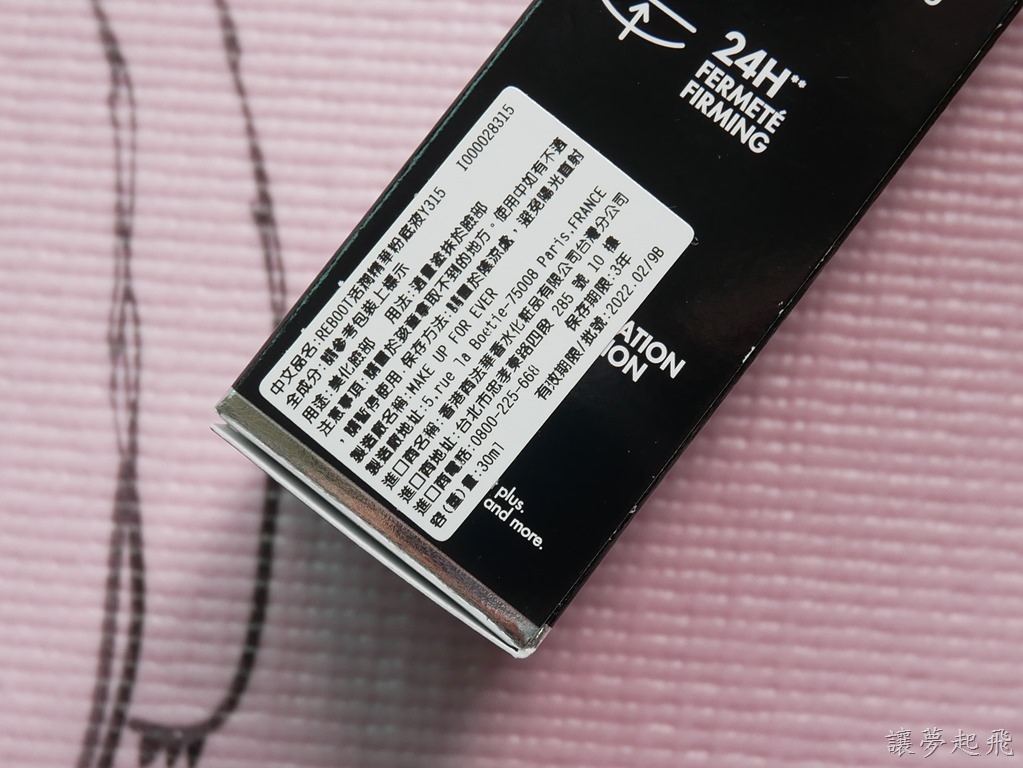 24H**
FERMETÉ
FIRMING
中文品名:REBOOT活潤精華粉底液Y315 I000028315
全成分:請參考包裝上標示
用途:美化臉部 用法:適量塗抹於臉部
注意事項:請置於孩童拿取不到的地方。使用中如有不適
,請暫停使用 保存方法:請置於陰涼處,避免陽光直射
製造商名稱:MAKE UP FOR EVER
製造商地址:5, rue la Boétie-75008 Paris,FRANCE
進口商名稱:香港商法華香水化粧品有限公司台灣分公司
進口商地址:台北市忠孝東路四段 285 號 10 樓
進口商電話:0800-225-668 保存期限:3年
容(重)量:30ml 有效期限/批號:2022.02/9B
ATION
ION
plus.
and more.
讓夢起飛